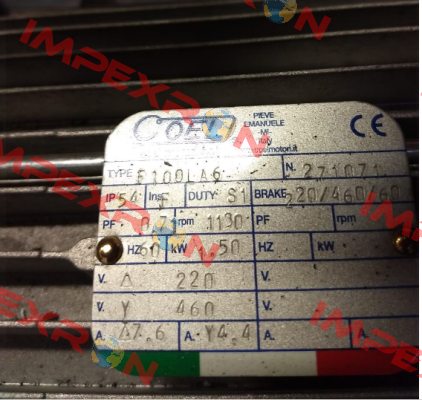 IMPEXRON
Coel
PIEVE
EMANUELE
-MI-
Italy
CE
TYPE F100LA6 N. 271071
IP 54 Ins F DUTY S1 BRAKE 220/460/60
PF 0,7 rpm 1130 PF rpm
HZ 60 kW 1,50 HZ kW
V. Δ 220 V.
V. Y 460 V.
A. Δ7,6 A. Y4,4 A. A.